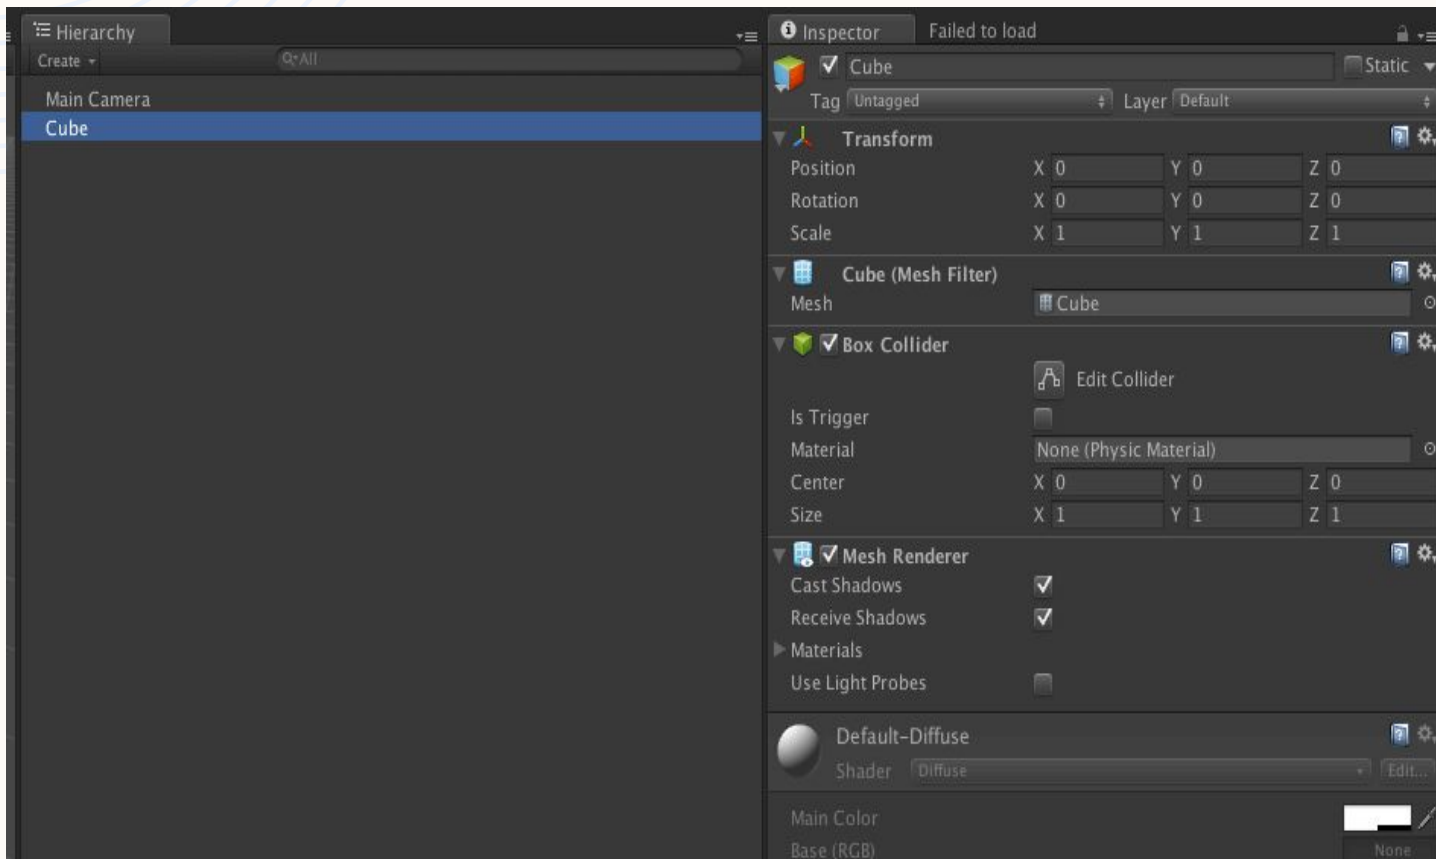 Hierarchy
Create
All
Main Camera
Cube
Inspector Failed to load
Cube Static
Tag Untagged Layer Default
Transform
Position X 0 Y 0 Z 0
Rotation X 0 Y 0 Z 0
Scale X 1 Y 1 Z 1
Cube (Mesh Filter)
Mesh Cube
Box Collider
Edit Collider
Is Trigger
Material None (Physic Material)
Center X 0 Y 0 Z 0
Size X 1 Y 1 Z 1
Mesh Renderer
Cast Shadows
Receive Shadows
Materials
Use Light Probes
Default-Diffuse
Shader Diffuse Edit...
Main Color
Base (RGB) None